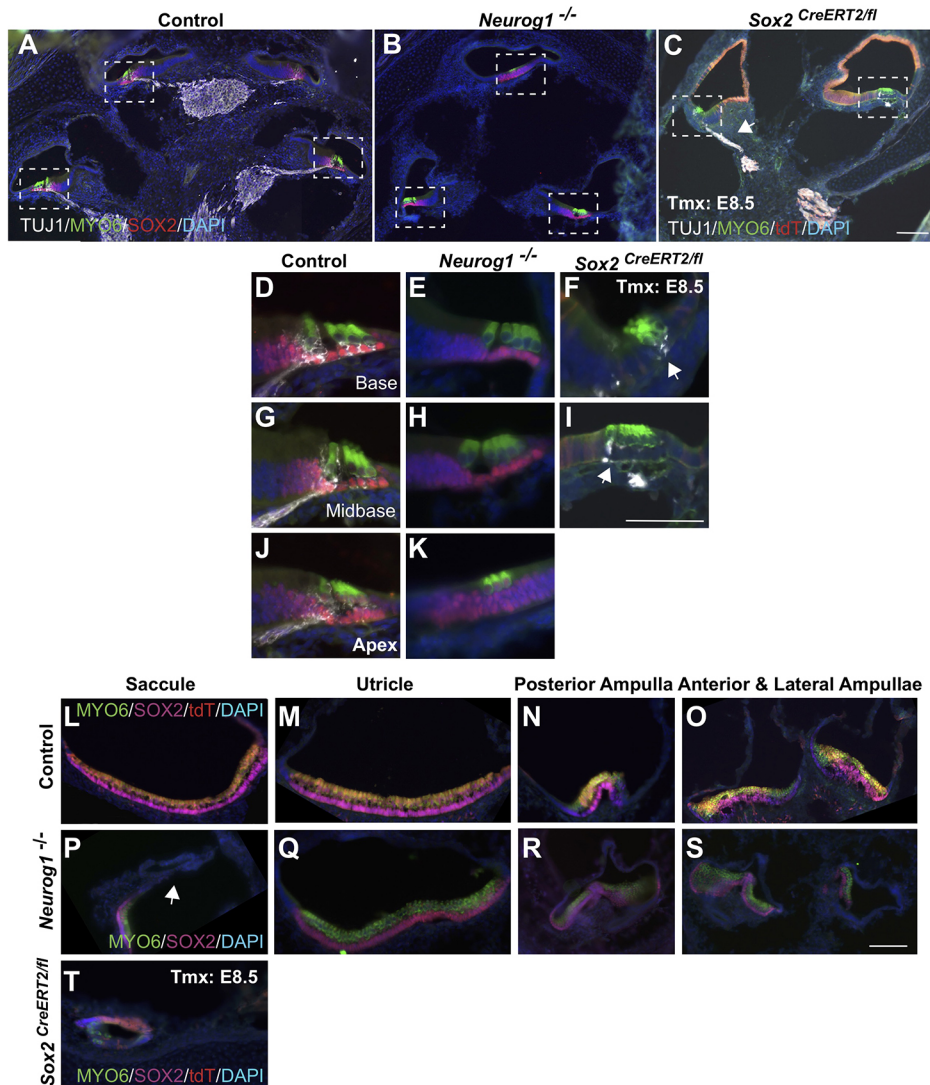 Control
Neurog1 -/-
Sox2 CreERT2/fl
A
B
C
Tmx: E8.5
TUJ1/MYO6/SOX2/DAPI
TUJ1/MYO6/tdT/DAPI
Control
Neurog1 -/-
Sox2 CreERT2/fl
D
E
F
Tmx: E8.5
Base
G
H
I
Midbase
J
K
Apex
Saccule
Utricle
Posterior Ampulla
Anterior & Lateral Ampullae
Control
L
MYO6/SOX2/tdT/DAPI
M
N
O
Neurog1 -/-
P
Q
R
S
MYO6/SOX2/DAPI
Sox2 CreERT2/fl
T
Tmx: E8.5
MYO6/SOX2/tdT/DAPI